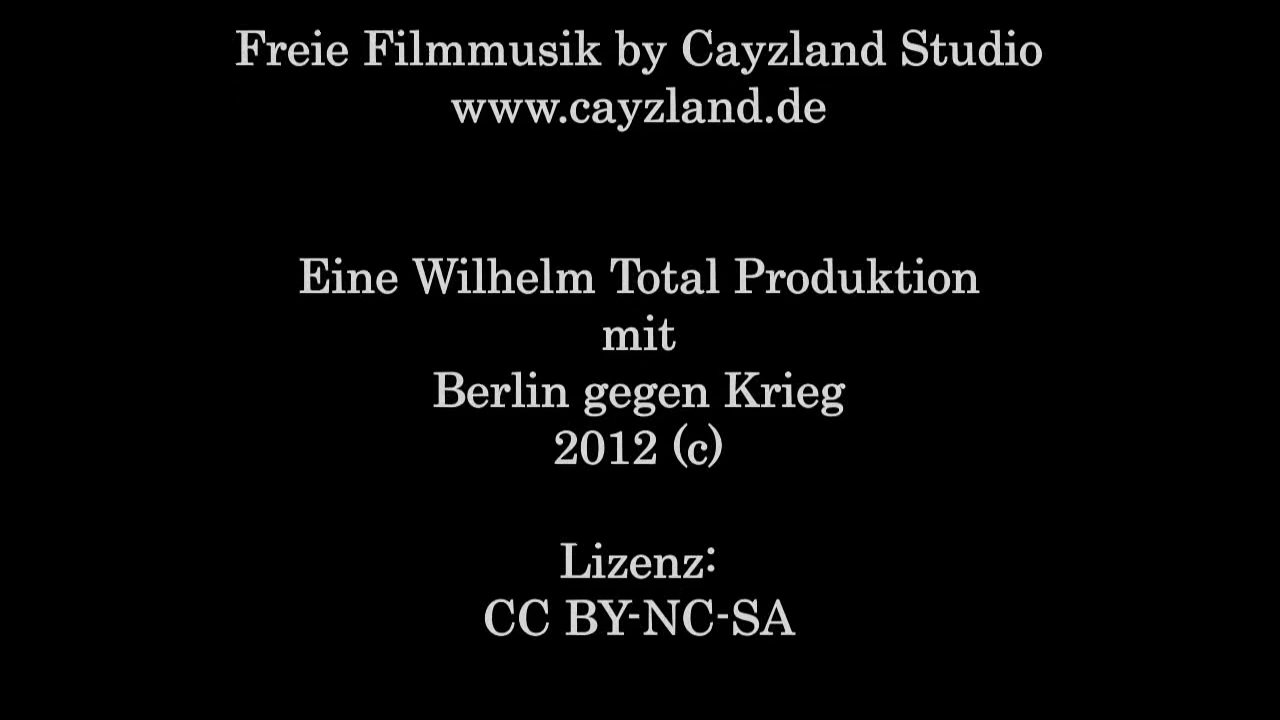 Freie Filmmusik by Cayzland Studio
www.cayzland.de
Eine Wilhelm Total Produktion
mit
Berlin gegen Krieg
2012 (c)
Lizenz:
CC BY-NC-SA